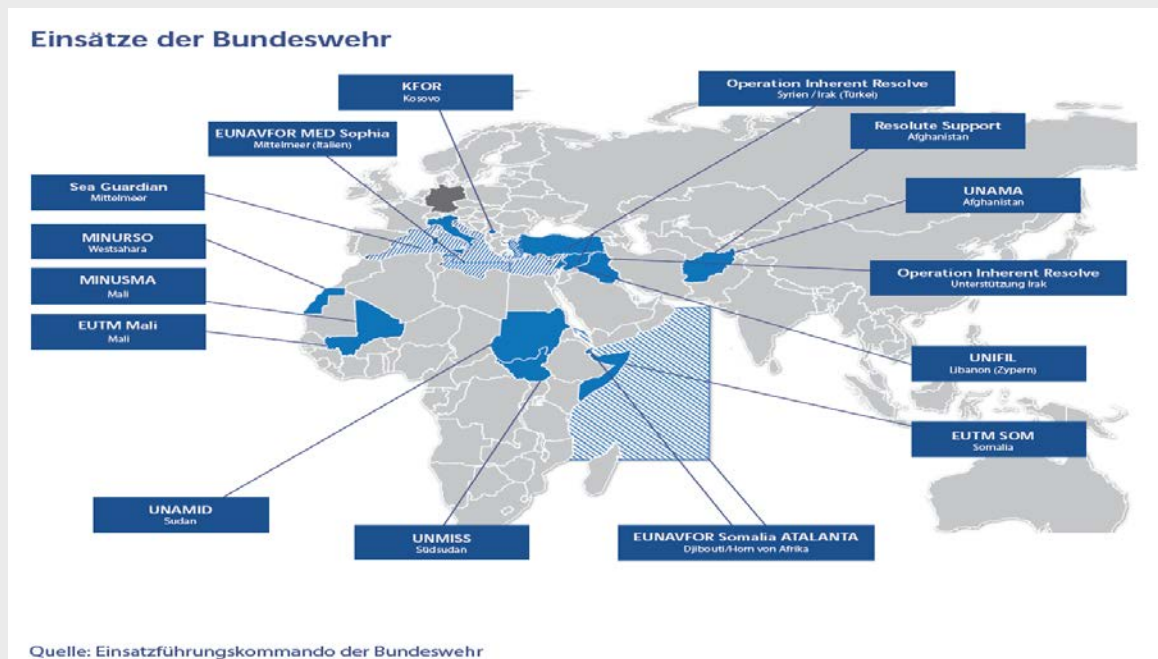 Einsätze der Bundeswehr
KFOR
Kosovo
Operation Inherent Resolve
Syrien / Irak (Türkei)
EUNAVFOR MED Sophia
Mittelmeer (Italien)
Resolute Support
Afghanistan
Sea Guardian
Mittelmeer
UNAMA
Afghanistan
MINURSO
Westsahara
Operation Inherent Resolve
Unterstützung Irak
MINUSMA
Mali
EUTM Mali
Mali
UNIFIL
Libanon (Zypern)
EUTM SOM
Somalia
UNAMID
Sudan
UNMISS
Südsudan
EUNAVFOR Somalia ATALANTA
Djibouti/Horn von Afrika
Quelle: Einsatzführungskommando der Bundeswehr